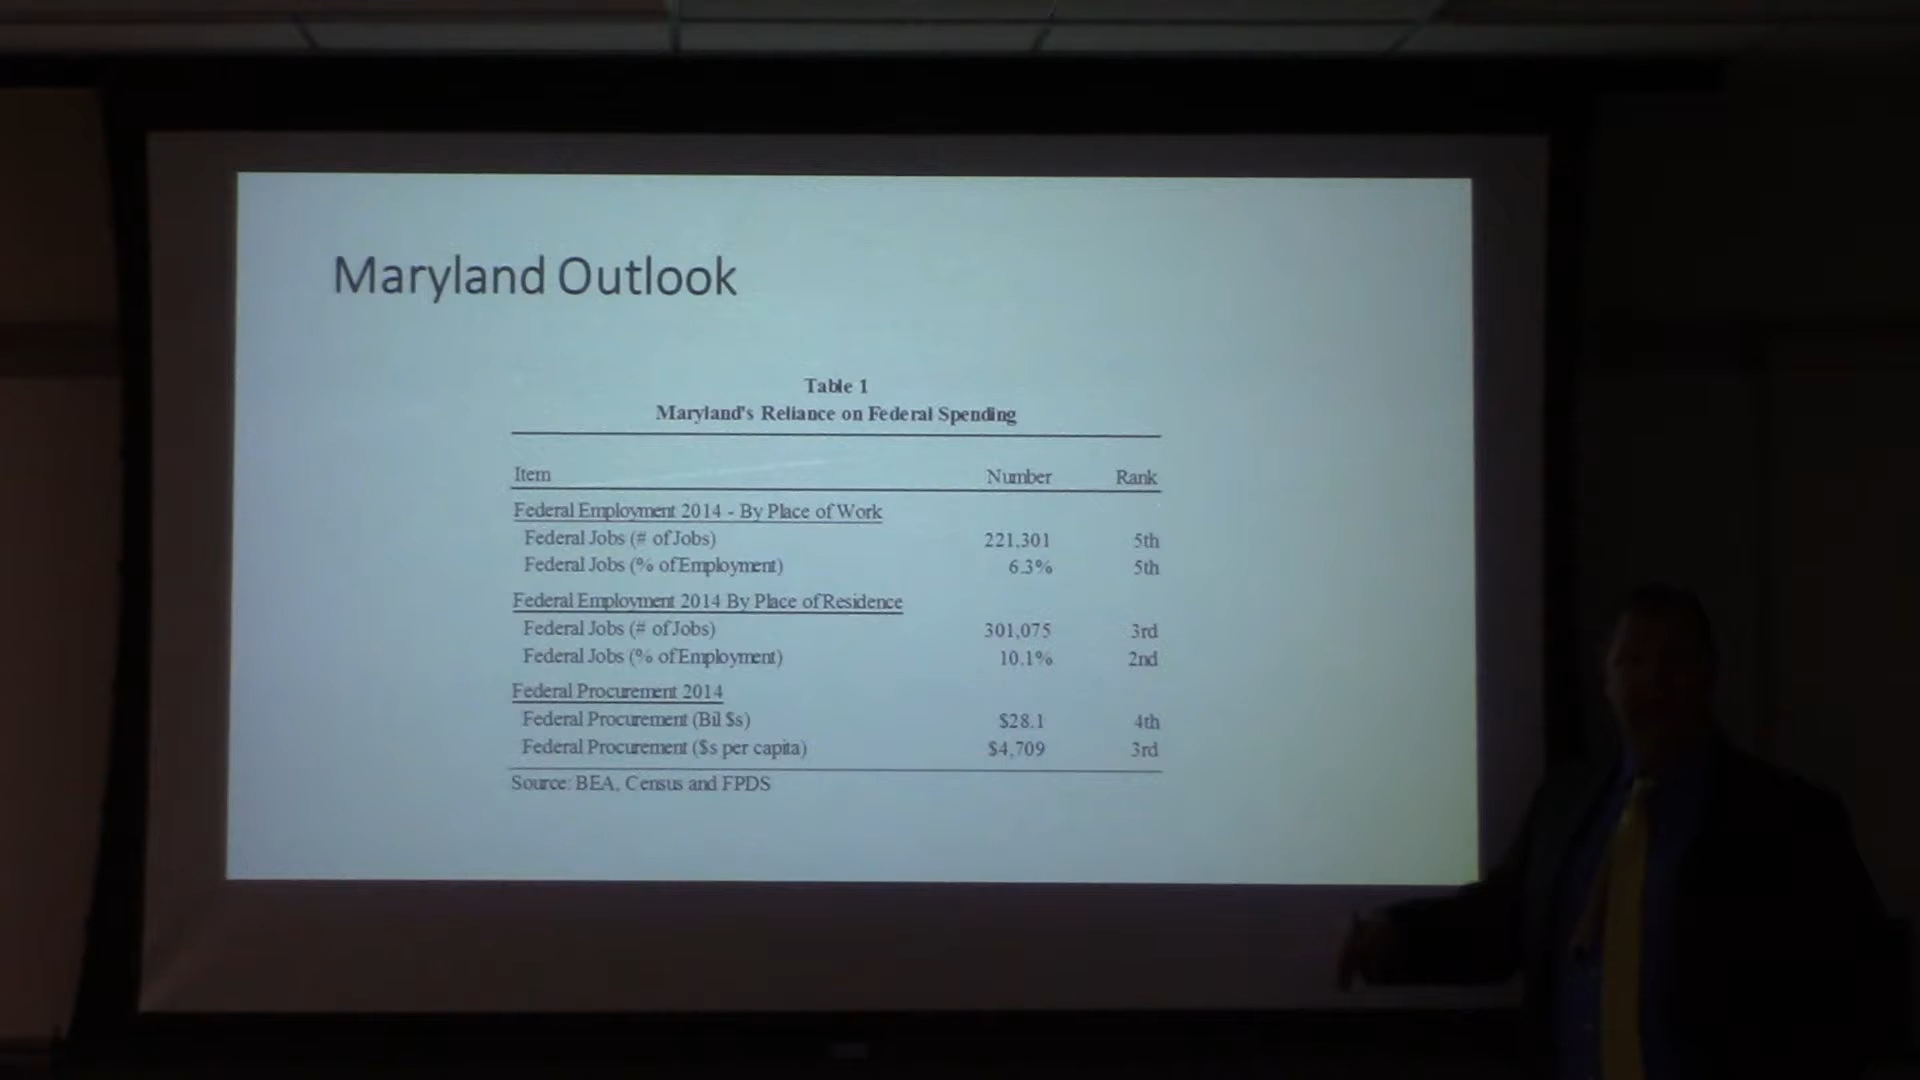 Maryland Outlook
Table 1
Maryland's Reliance on Federal Spending
Item Number Rank
Federal Employment 2014 - By Place of Work
Federal Jobs (# of Jobs) 221,301 5th
Federal Jobs (% of Employment) 6.3% 5th
Federal Employment 2014 By Place of Residence
Federal Jobs (# of Jobs) 301,075 3rd
Federal Jobs (% of Employment) 10.1% 2nd
Federal Procurement 2014
Federal Procurement (Bil $s) $28.1 4th
Federal Procurement ($s per capita) $4,709 3rd
Source: BEA, Census and FPDS